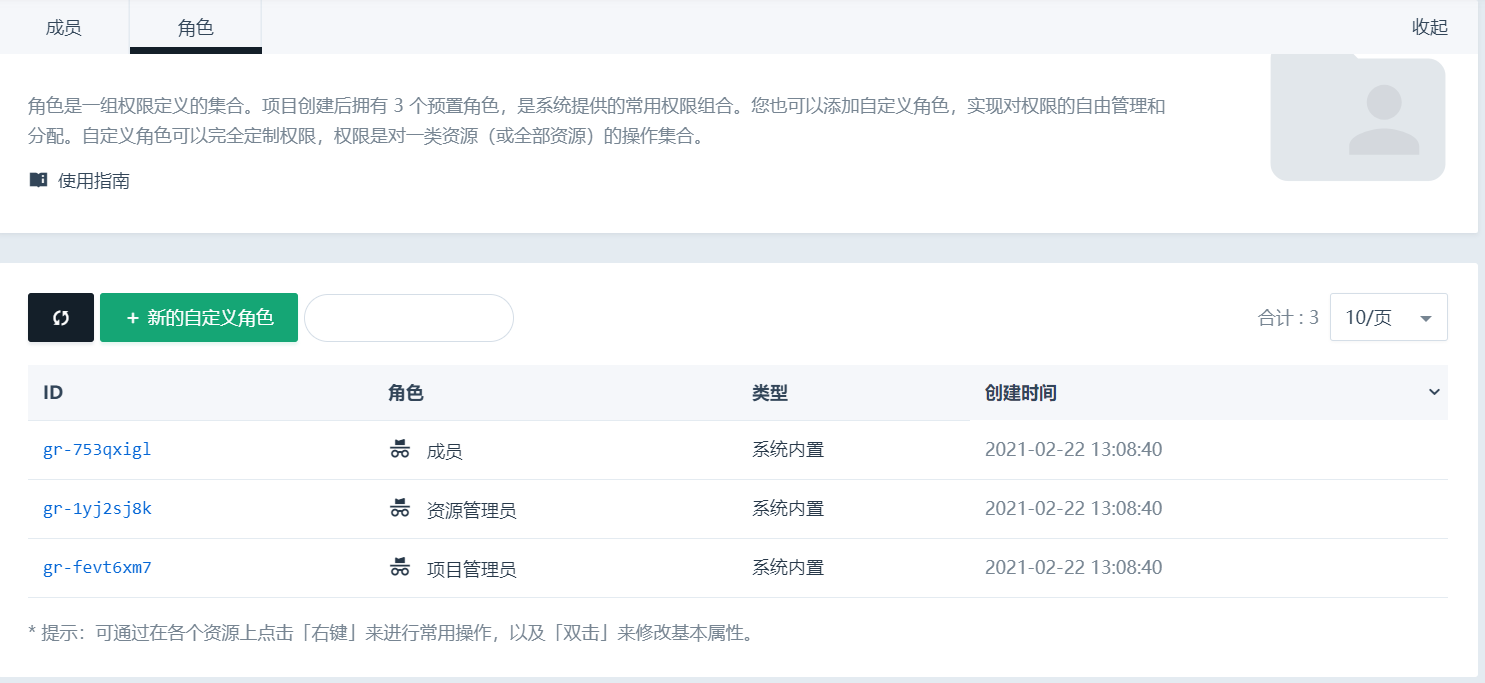 成员 角色 收起
角色是一组权限定义的集合。项目创建后拥有 3 个预置角色，是系统提供的常用权限组合。您也可以添加自定义角色，实现对权限的自由管理和
分配。自定义角色可以完全定制权限，权限是对一类资源（或全部资源）的操作集合。
使用指南
+ 新的自定义角色 合计 : 3 10/页
ID 角色 类型 创建时间
gr-753qxigl 成员 系统内置 2021-02-22 13:08:40
gr-1yj2sj8k 资源管理员 系统内置 2021-02-22 13:08:40
gr-fevt6xm7 项目管理员 系统内置 2021-02-22 13:08:40
* 提示：可通过在各个资源上点击「右键」来进行常用操作，以及「双击」来修改基本属性。